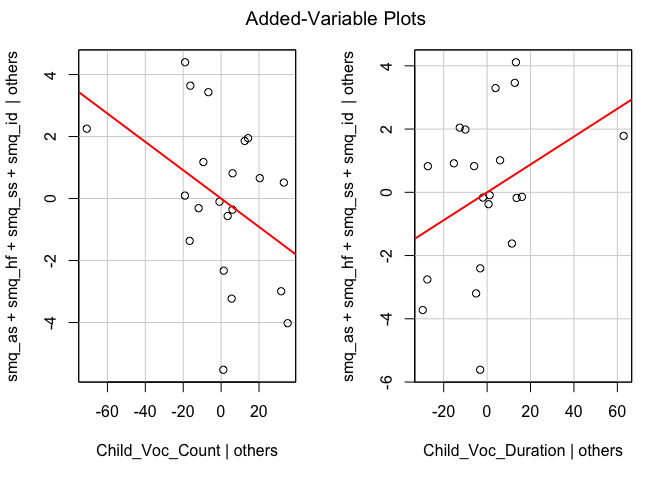 Added-Variable Plots
smq_as + smq_hf + smq_ss + smq_id | others
4
2
0
-2
-4
-60 -40 -20 0 20
Child_Voc_Count | others
smq_as + smq_hf + smq_ss + smq_id | others
4
2
0
-2
-4
-6
-20 0 20 40 60
Child_Voc_Duration | others